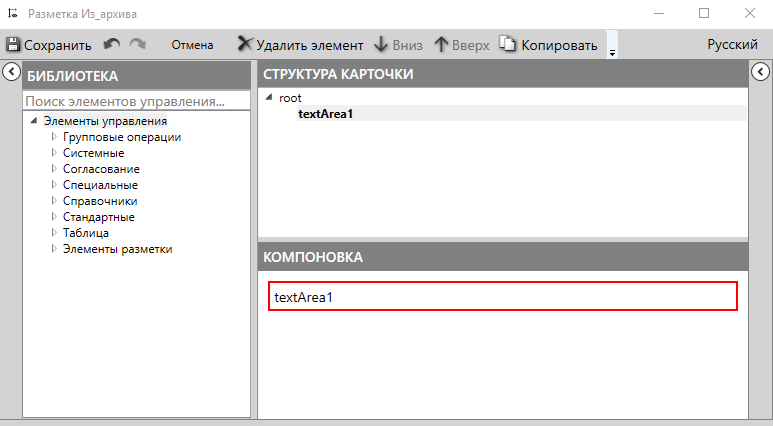 Разметка Из_архива
Сохранить Отмена Удалить элемент Вниз Вверх Копировать Русский
БИБЛИОТЕКА
Поиск элементов управления...
Элементы управления
Групповые операции
Системные
Согласование
Специальные
Справочники
Стандартные
Таблица
Элементы разметки
СТРУКТУРА КАРТОЧКИ
root
textArea1
КОМПОНОВКА
textArea1